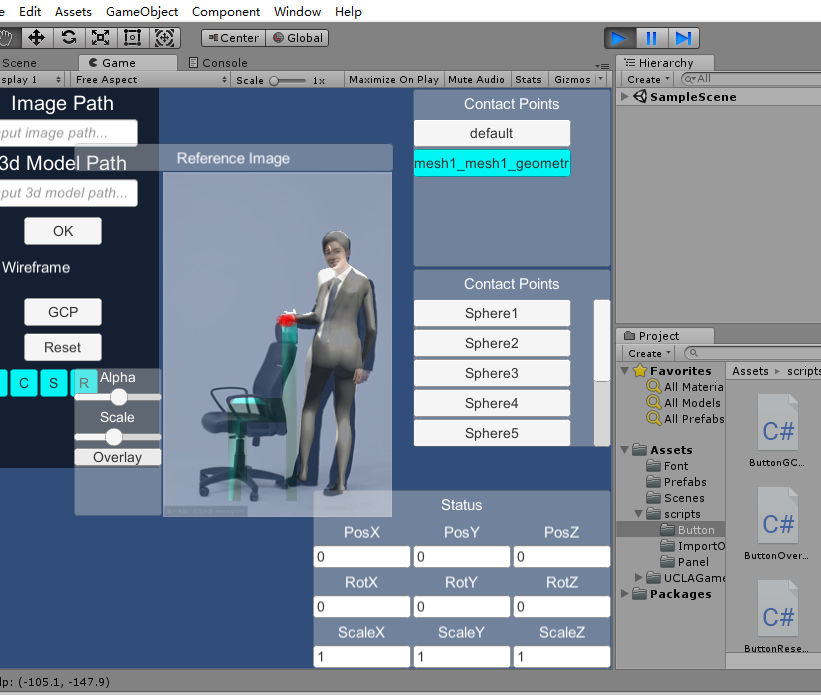 Edit Assets GameObject Component Window Help
Center Global
Scene Game Console Hierarchy
splay 1 Free Aspect Scale 1x Maximize On Play Mute Audio Stats Gizmos Create All
SampleScene
Image Path
put image path...
3d Model Path
put 3d model path...
OK
Wireframe
GCP
Reset
C S R
Alpha
Scale
Overlay
Reference Image
Contact Points
default
mesh1_mesh1_geometr
Contact Points
Sphere1
Sphere2
Sphere3
Sphere4
Sphere5
Status
PosX PosY PosZ
0 0 0
RotX RotY RotZ
0 0 0
ScaleX ScaleY ScaleZ
1 1 1
Project
Create
Favorites
All Materia
All Models
All Prefabs
Assets
Font
Prefabs
Scenes
scripts
Button
ImportO
Panel
UCLAGame
Packages
Assets scripts
C#
ButtonGC...
C#
ButtonOver...
C#
ButtonRese...
lp: (-105.1, -147.9)